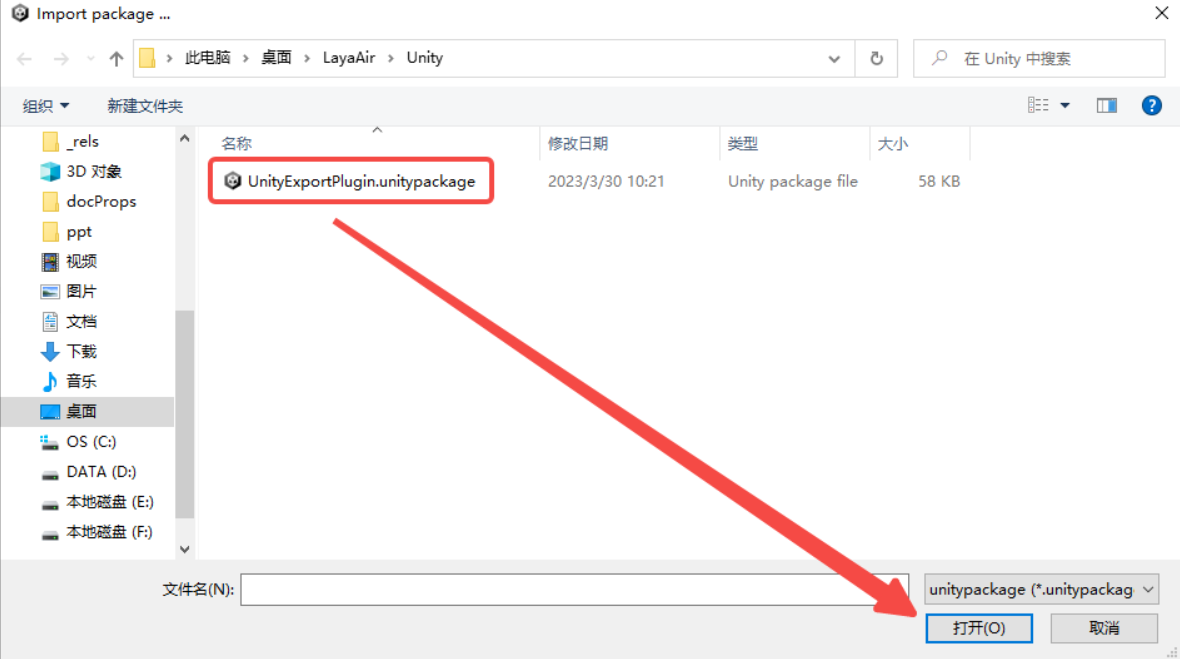 Import package ...
此电脑 › 桌面 › LayaAir › Unity
在 Unity 中搜索
组织
新建文件夹
名称
修改日期
类型
大小
UnityExportPlugin.unitypackage
2023/3/30 10:21
Unity package file
58 KB
_rels
3D 对象
docProps
ppt
视频
图片
文档
下载
音乐
桌面
OS (C:)
DATA (D:)
本地磁盘 (E:)
本地磁盘 (F:)
文件名(N):
unitypackage (*.unitypackag
打开(O)
取消